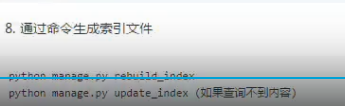 8. 通过命令生成索引文件
python manage.py rebuild_index
python manage.py update_index (如果查询不到内容)